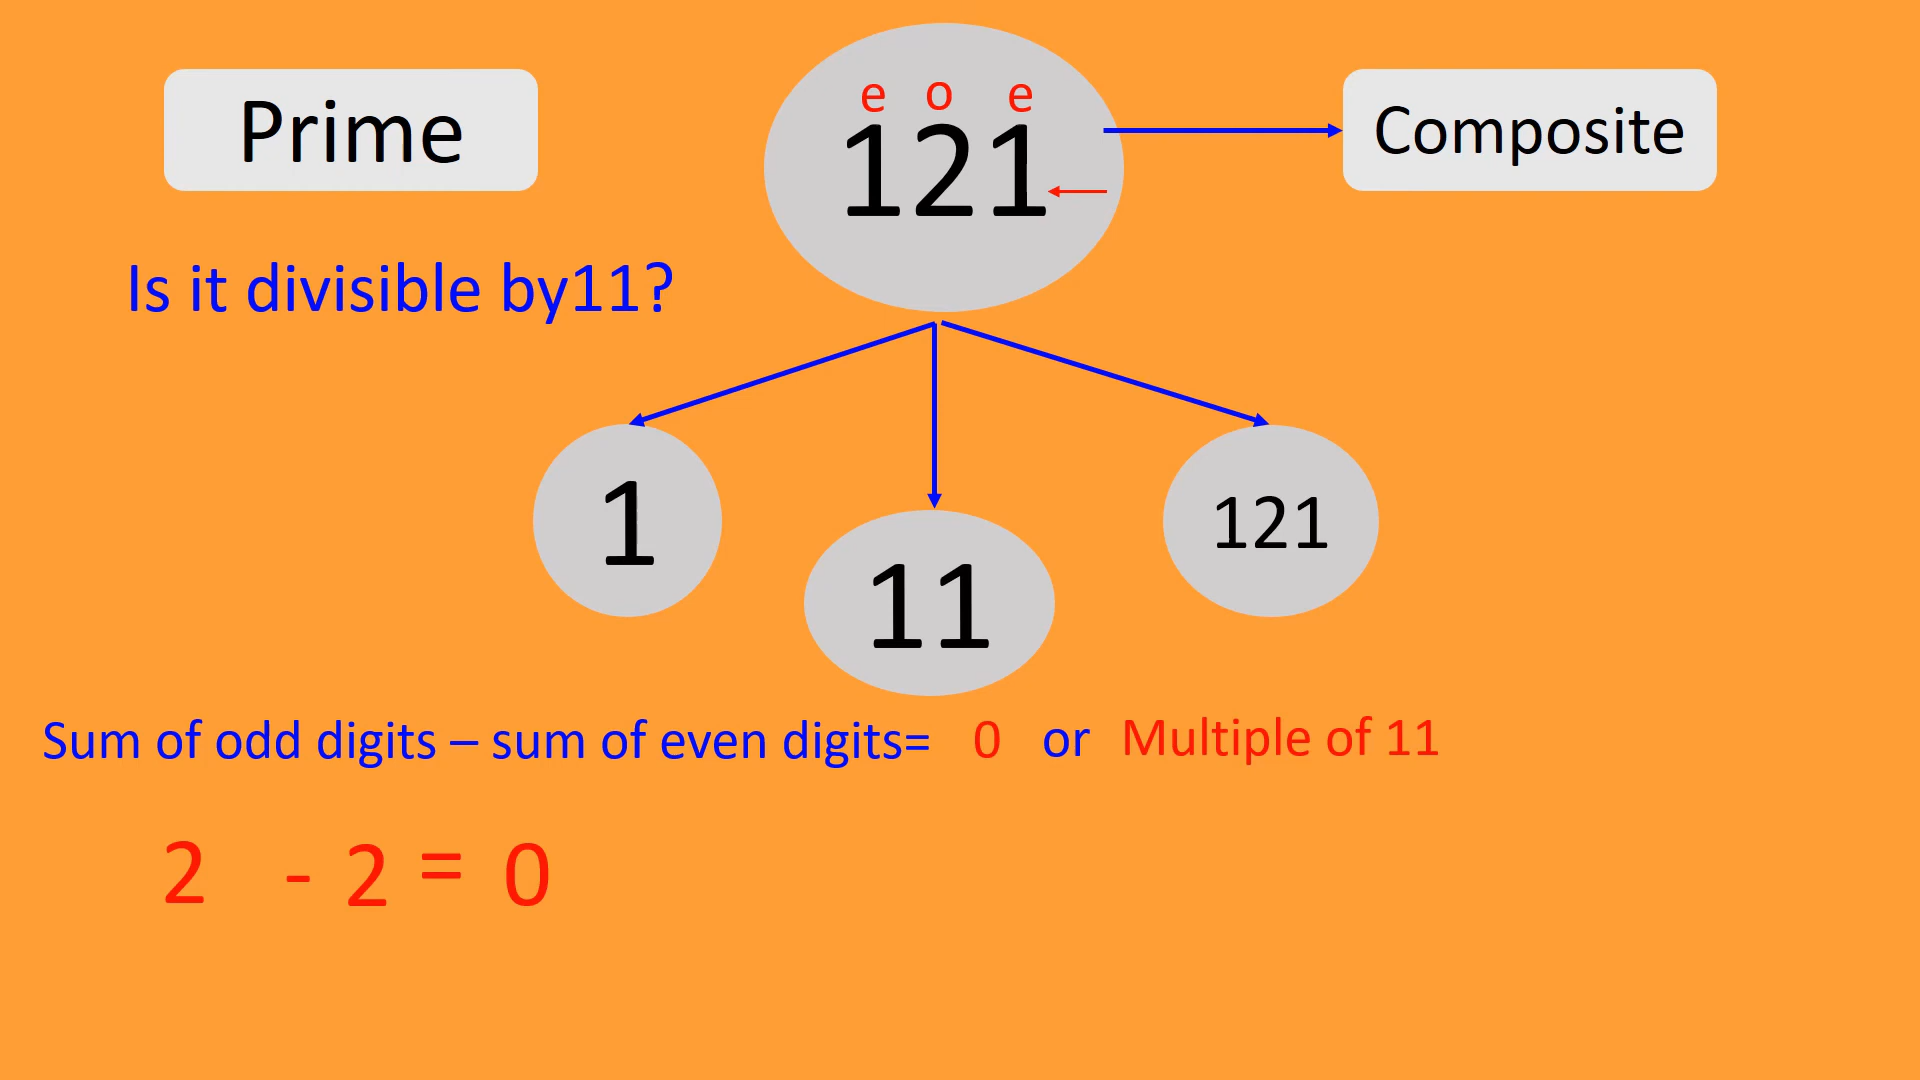 Prime
e o e
121
Composite
Is it divisible by11?
1
11
121
Sum of odd digits – sum of even digits= 0 or Multiple of 11
2 - 2 = 0